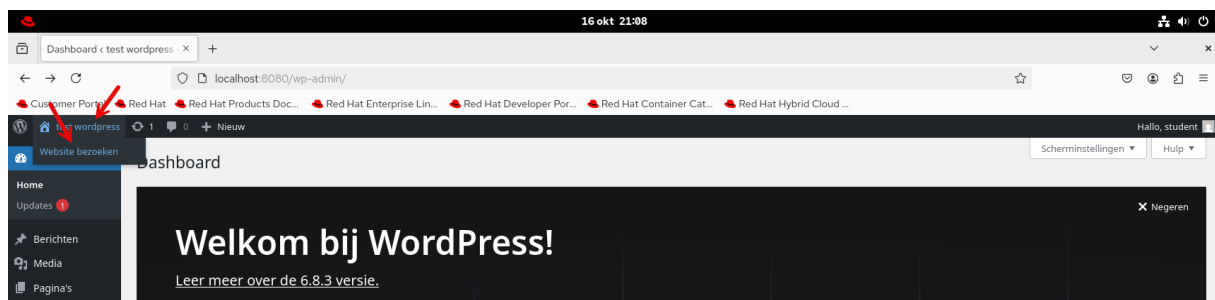 16 okt 21:08
Dashboard ‹ test wordpress -
localhost:8080/wp-admin/
Customer Portal Red Hat Red Hat Products Doc... Red Hat Enterprise Lin... Red Hat Developer Por... Red Hat Container Cat... Red Hat Hybrid Cloud ...
test wordpress 1 0 + Nieuw Hallo, student
Website bezoeken
Dashboard Scherminstellingen ▼ Hulp ▼
Home
Updates 1
Negeren
Berichten
Welkom bij WordPress!
Media
Leer meer over de 6.8.3 versie.
Pagina's